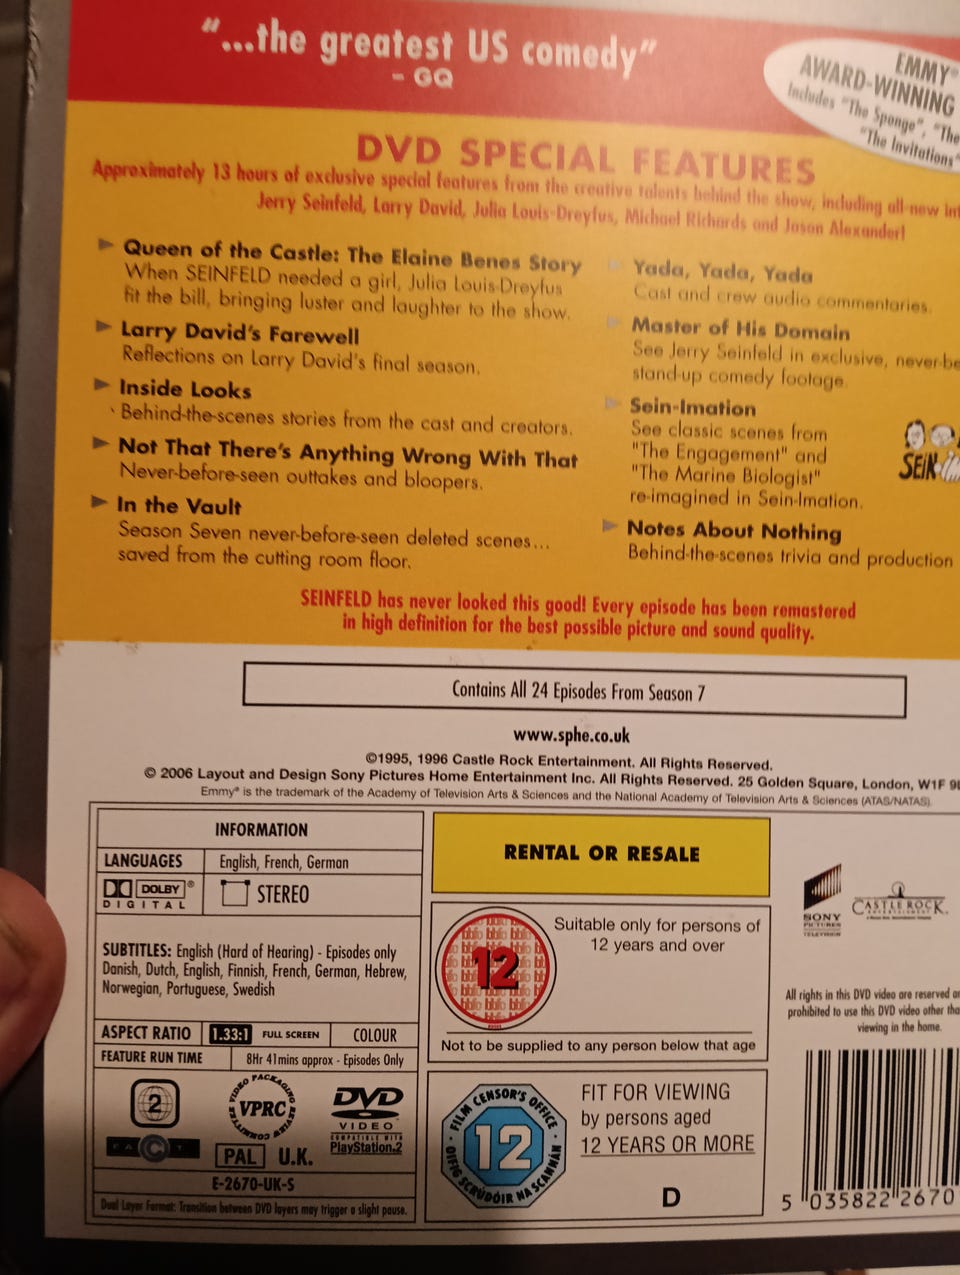 "...the greatest US comedy"
- GQ
EMMY®
AWARD-WINNING
Includes "The Sponge", "The
"The Invitations"
DVD SPECIAL FEATURES
Approximately 13 hours of exclusive special features from the creative talents behind the show, including all-new int
Jerry Seinfeld, Larry David, Julia Louis-Dreyfus, Michael Richards and Jason Alexander!
Queen of the Castle: The Elaine Benes Story
When SEINFELD needed a girl, Julia Louis-Dreyfus
fit the bill, bringing luster and laughter to the show.
Larry David's Farewell
Reflections on Larry David's final season.
Inside Looks
Behind-the-scenes stories from the cast and creators.
Not That There's Anything Wrong With That
Never-before-seen outtakes and bloopers.
In the Vault
Season Seven never-before-seen deleted scenes...
saved from the cutting room floor.
Yada, Yada, Yada
Cast and crew audio commentaries.
Master of His Domain
See Jerry Seinfeld in exclusive, never-be
stand-up comedy footage.
Sein-Imation
See classic scenes from
"The Engagement" and
"The Marine Biologist"
re-imagined in Sein-Imation.
SEIN
Notes About Nothing
Behind-the-scenes trivia and production
SEINFELD has never looked this good! Every episode has been remastered
in high definition for the best possible picture and sound quality.
Contains All 24 Episodes From Season 7
www.sphe.co.uk
©1995, 1996 Castle Rock Entertainment. All Rights Reserved.
© 2006 Layout and Design Sony Pictures Home Entertainment Inc. All Rights Reserved. 25 Golden Square, London, W1F 9L
Emmy® is the trademark of the Academy of Television Arts & Sciences and the National Academy of Television Arts & Sciences (ATAS/NATAS).
INFORMATION
LANGUAGES English, French, German
DOLBY®
DIGITAL
STEREO
SUBTITLES: English (Hard of Hearing) - Episodes only
Danish, Dutch, English, Finnish, French, German, Hebrew,
Norwegian, Portuguese, Swedish
ASPECT RATIO 1.33:1 FULL SCREEN COLOUR
FEATURE RUN TIME 8Hr 41mins approx - Episodes Only
2
VIDEO PACKAGING REVIEW COMMITTEE
VPRC
DVD
VIDEO
COMPATIBLE WITH
PlayStation.2
FACT
PAL U.K.
E-2670-UK-S
Dual Layer Format: Transition between DVD layers may trigger a slight pause.
RENTAL OR RESALE
12
Suitable only for persons of
12 years and over
Not to be supplied to any person below that age
FILM CENSOR'S OFFICE
12
OIFIG SCRÚDÓIR NA SCANNÁN
FIT FOR VIEWING
by persons aged
12 YEARS OR MORE
D
SONY
PICTURES
TELEVISION
CASTLE ROCK
ENTERTAINMENT
All rights in this DVD video are reserved
prohibited to use this DVD video other tha
viewing in the home.
5 035822 2670